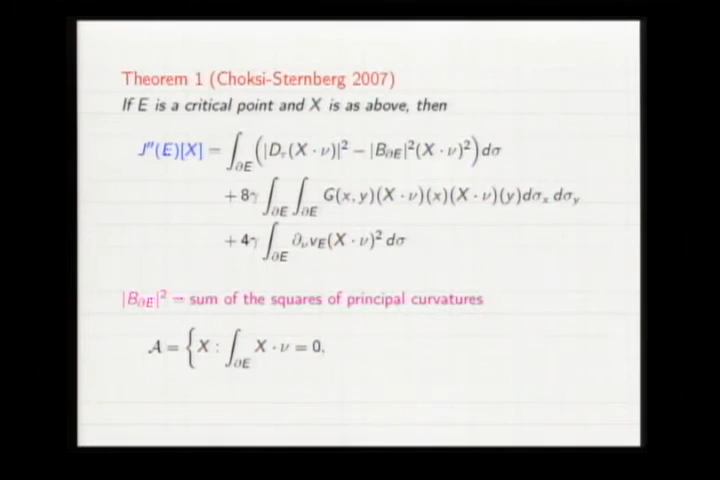 Theorem 1 (Choksi-Sternberg 2007)
If E is a critical point and X is as above, then
J''(E)[X] = ∫_{∂E} (|D_τ(X · ν)|² − |B_{∂E}|²(X · ν)²) dσ
+ 8γ ∫_{∂E} ∫_{∂E} G(x, y)(X · ν)(x)(X · ν)(y)dσ_x dσ_y
+ 4γ ∫_{∂E} ∂_ν v_E(X · ν)² dσ
|B_{∂E}|² = sum of the squares of principal curvatures
A = {X : ∫_{∂E} X · ν = 0,